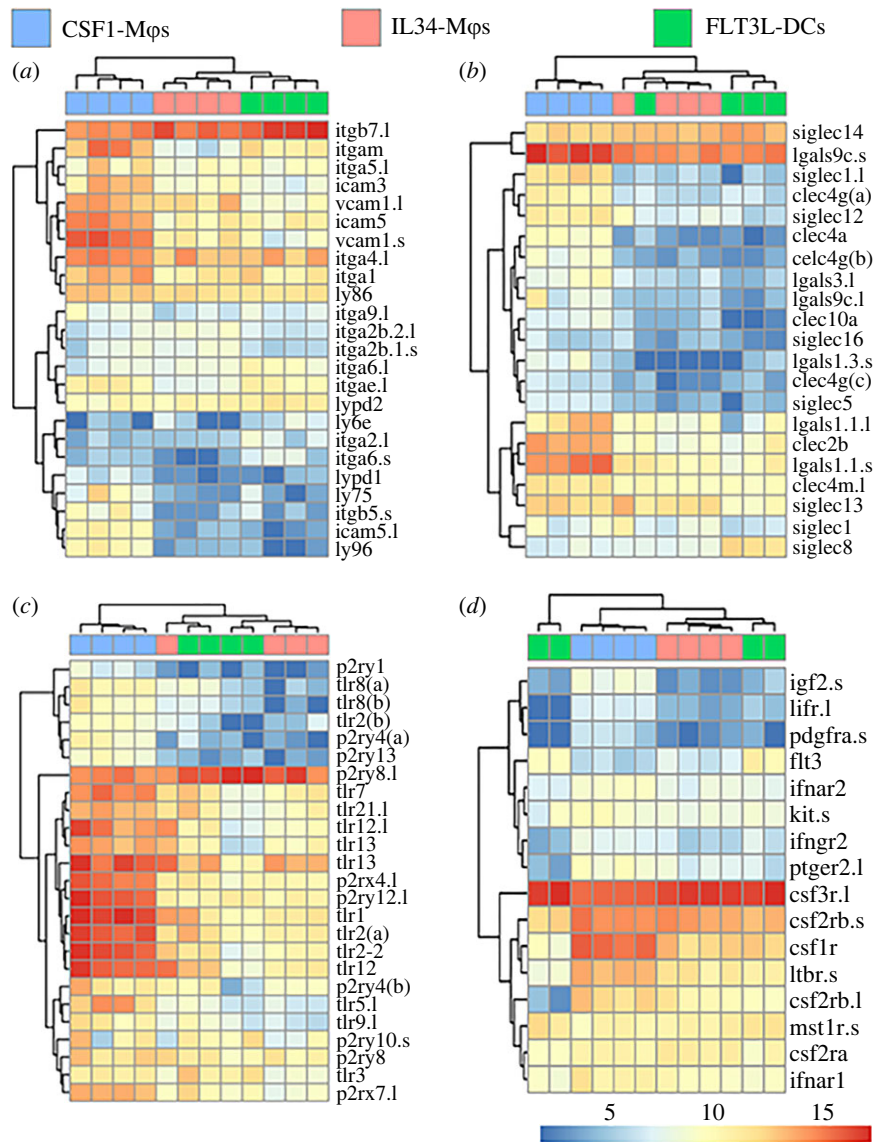 CSF1-Mφs IL34-Mφs FLT3L-DCs
(a)
itgb7.l
itgam
itga5.l
icam3
vcam1.l
icam5
vcam1.s
itga4.l
itga1
ly86
itga9.l
itga2b.2.l
itga2b.1.s
itga6.l
itgae.l
lypd2
ly6e
itga2.l
itga6.s
lypd1
ly75
itgb5.s
icam5.l
ly96
(b)
siglec14
lgals9c.s
siglec1.l
clec4g(a)
siglec12
clec4a
celc4g(b)
lgals3.l
lgals9c.l
clec10a
siglec16
lgals1.3.s
clec4g(c)
siglec5
lgals1.1.l
clec2b
lgals1.1.s
clec4m.l
siglec13
siglec1
siglec8
(c)
p2ry1
tlr8(a)
tlr8(b)
tlr2(b)
p2ry4(a)
p2ry13
p2ry8.l
tlr7
tlr21.l
tlr12.l
tlr13
tlr13
p2rx4.l
p2ry12.l
tlr1
tlr2(a)
tlr2-2
tlr12
p2ry4(b)
tlr5.l
tlr9.l
p2ry10.s
p2ry8
tlr3
p2rx7.l
(d)
igf2.s
lifr.l
pdgfra.s
flt3
ifnar2
kit.s
ifngr2
ptger2.l
csf3r.l
csf2rb.s
csf1r
ltbr.s
csf2rb.l
mst1r.s
csf2ra
ifnar1
5 10 15